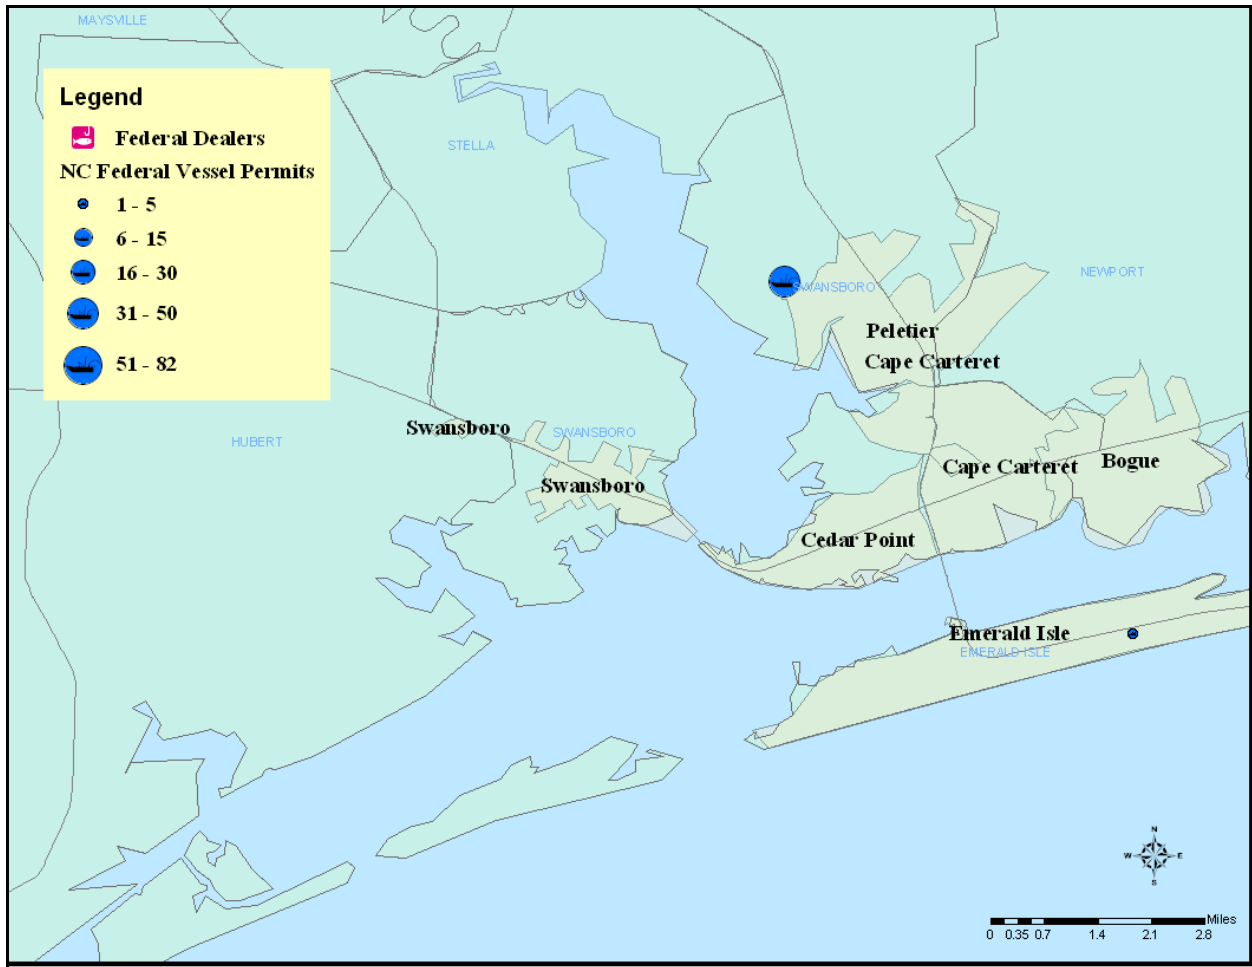 MAYSVILLE
Legend
Federal Dealers
NC Federal Vessel Permits
1 - 5
6 - 15
16 - 30
31 - 50
51 - 82
STELLA
NEWPORT
SWANSBORO
Peletier
Cape Carteret
Swansboro
SWANSBORO
HUBERT
Cape Carteret
Bogue
Swansboro
Cedar Point
Emerald Isle
EMERALD ISLE
N
W E
S
Miles
0 0.35 0.7 1.4 2.1 2.8